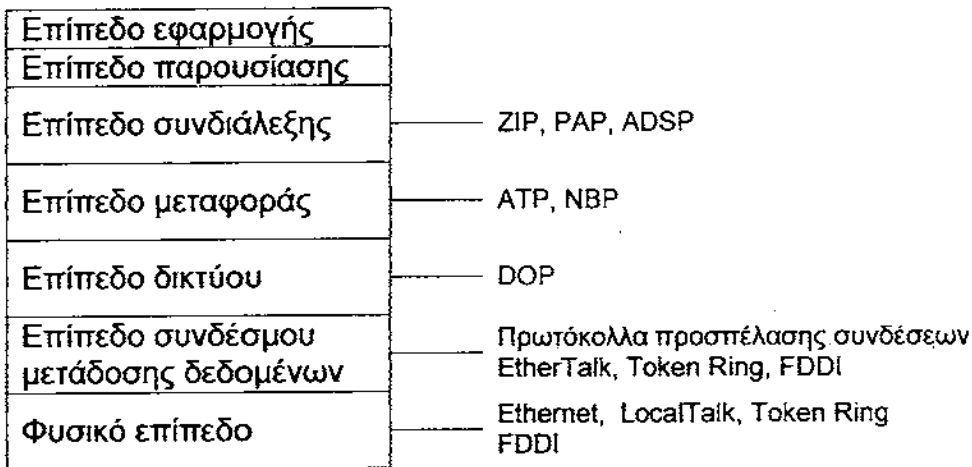 Επίπεδο εφαρμογής
Επίπεδο παρουσίασης
Επίπεδο συνδιάλεξης
ZIP, PAP, ADSP
Επίπεδο μεταφοράς
ATP, NBP
Επίπεδο δικτύου
DOP
Επίπεδο συνδέσμου
μετάδοσης δεδομένων
Πρωτόκολλα προσπέλασης συνδέσεων
EtherTalk, Token Ring, FDDI
Φυσικό επίπεδο
Ethernet, LocalTalk, Token Ring
FDDI